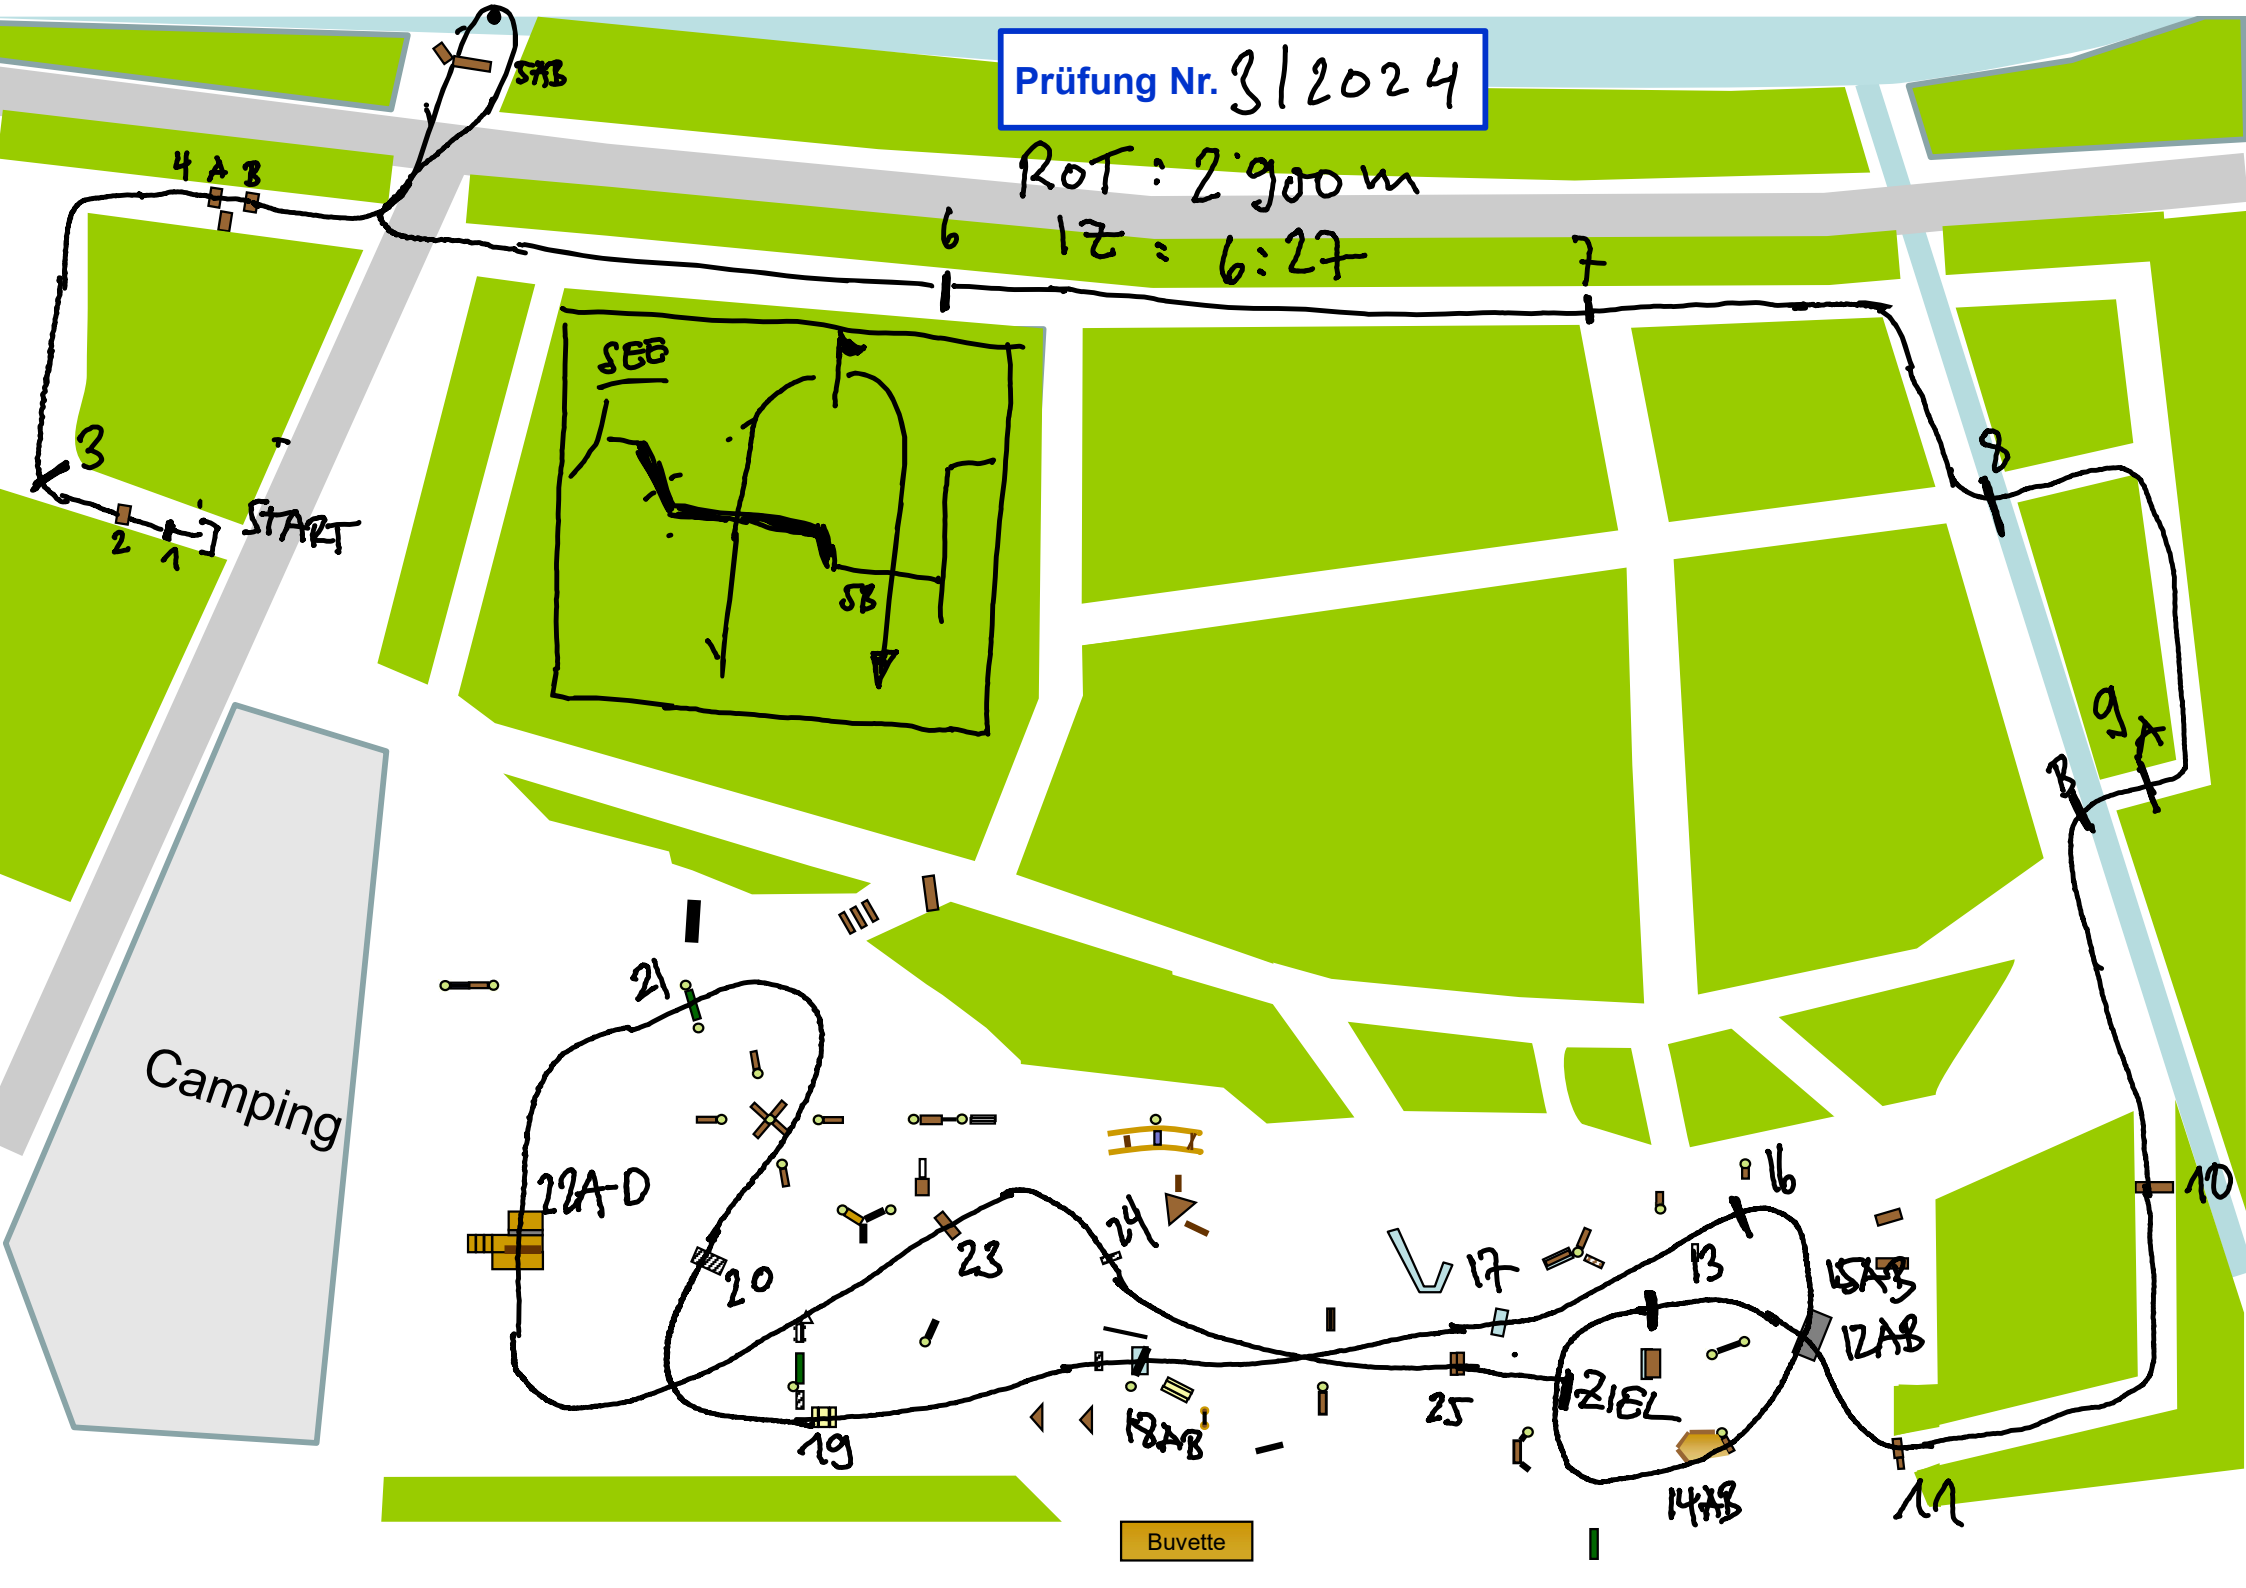 Prüfung Nr. 3/2024
5AB
ROT: 2'900 m
4 A B
6 1Z = 6:27 7
SEE
3
8
START
2 1
5B
9 A
B
21
Camping
22A-D
16
10
24
23
17
13
20
15AB
12AB
25
ZIEL
18AB
19
14AB
11
Buvette